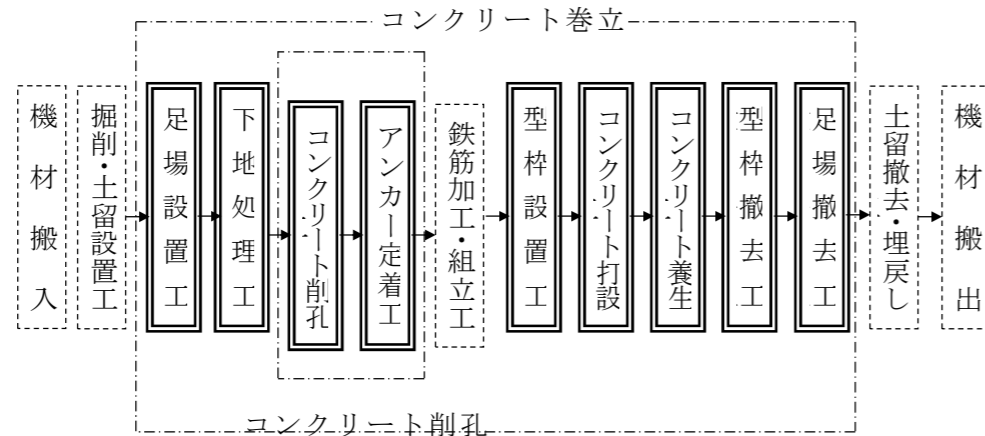 コンクリート巻立
機材搬入
掘削・土留設置工
足場設置工
下地処理工
コンクリート削孔
アンカー定着工
鉄筋加工・組立工
型枠設置工
コンクリート打設
コンクリート養生
型枠撤去工
足場撤去工
土留撤去・埋戻し
機材搬出
コンクリート削孔